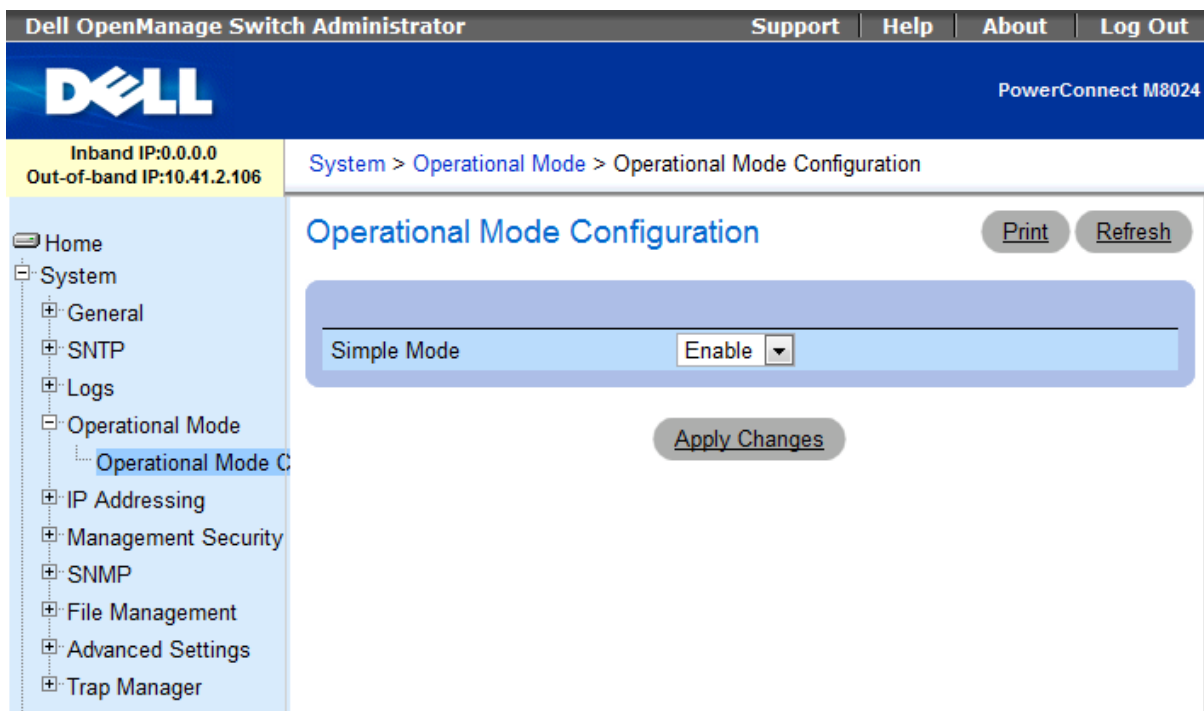 Dell OpenManage Switch Administrator
Support | Help | About | Log Out
DELL
PowerConnect M8024
Inband IP:0.0.0.0
Out-of-band IP:10.41.2.106
System > Operational Mode > Operational Mode Configuration
Home
System
General
SNTP
Logs
Operational Mode
Operational Mode C
IP Addressing
Management Security
SNMP
File Management
Advanced Settings
Trap Manager
Operational Mode Configuration
Print
Refresh
Simple Mode Enable
Apply Changes